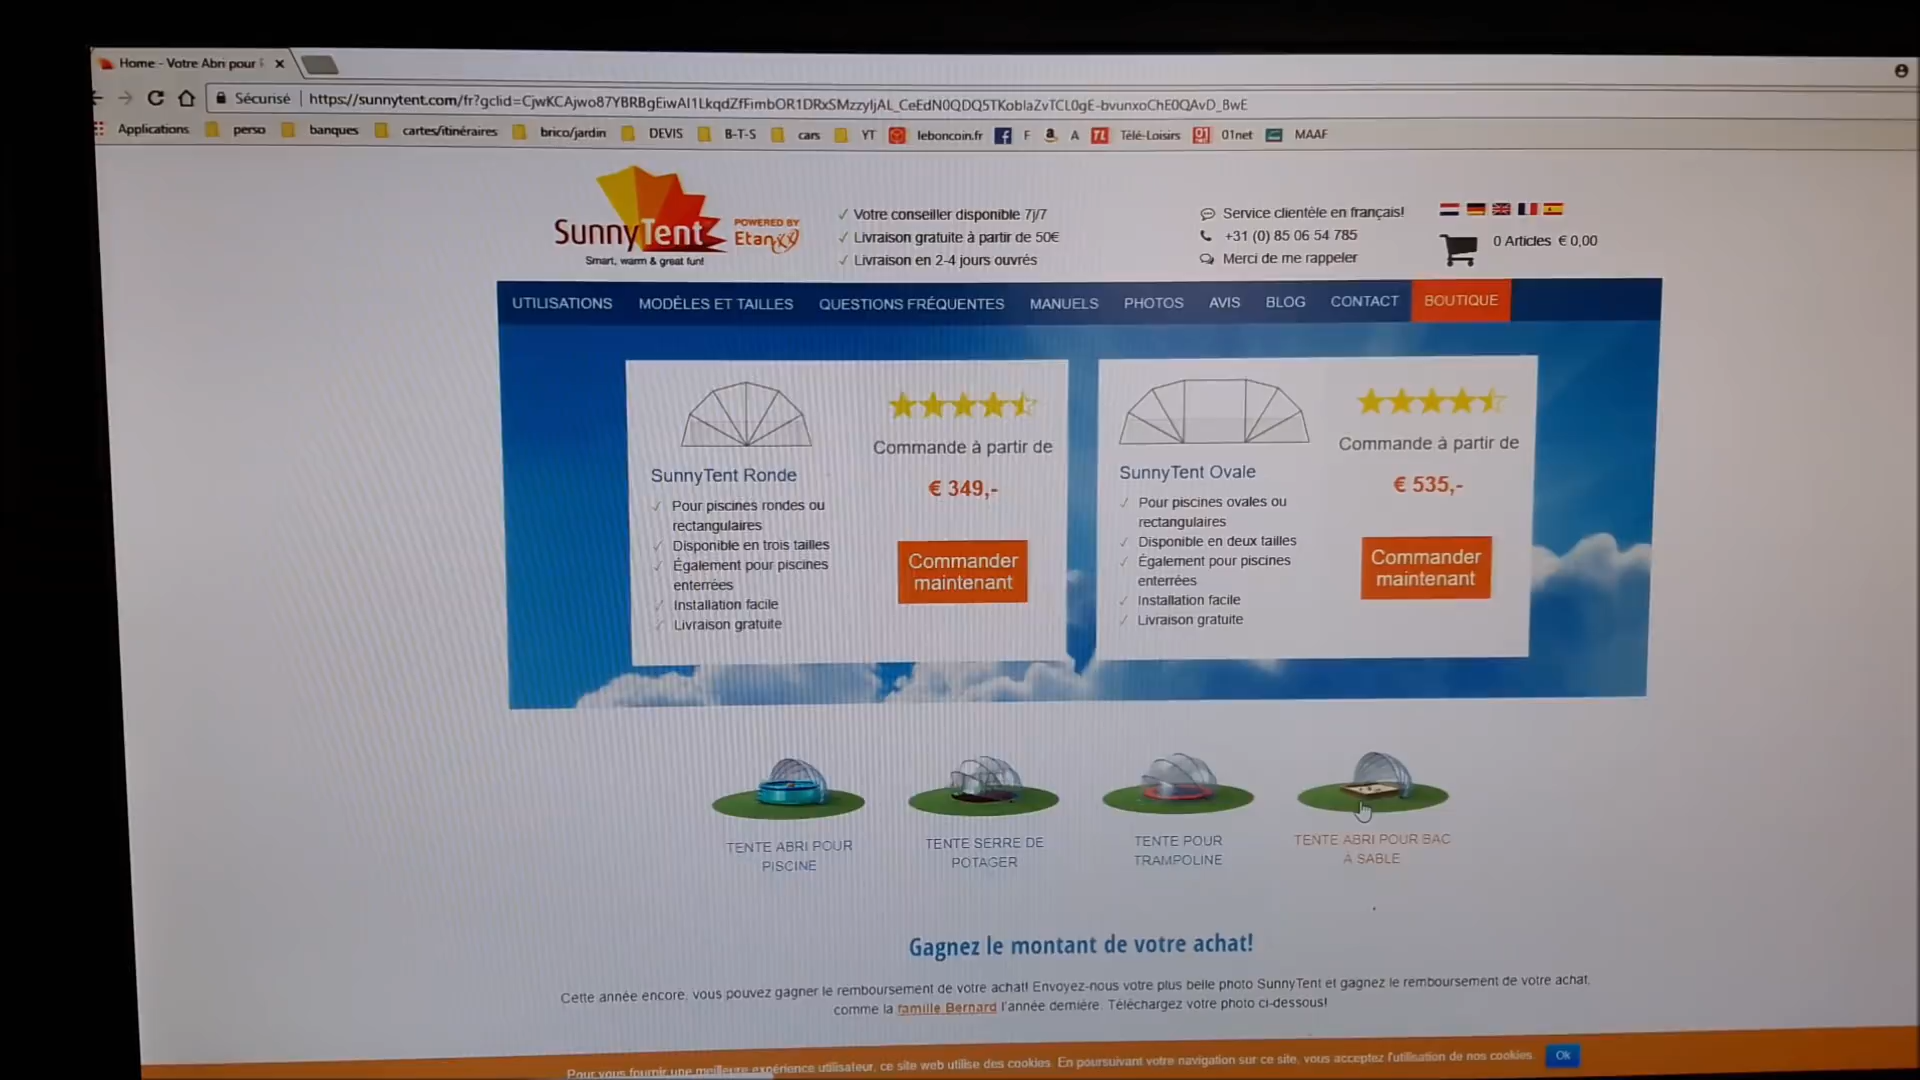 Home - Votre Abri pour
Sécurisé
https://sunnytent.com/fr?gclid=CjwKCAjwo87YBRBgEiwAI1LkqdZfFimbOR1DRxSMzzyIjAL_CeEdN0QDQ5TKoblaZvTCL0gE-bvunxoChE0QAvD_BwE
Applications perso banques cartes/itinéraires brico/jardin DEVIS B-T-S cars YT leboncoin.fr F A Télé-Loisirs 01net MAAF
SunnyTent
Smart, warm & great fun!
POWERED BY
Etanxx
✓ Votre conseiller disponible 7j/7
✓ Livraison gratuite à partir de 50€
✓ Livraison en 2-4 jours ouvrés
Service clientèle en français!
+31 (0) 85 06 54 785
Merci de me rappeler
0 Articles € 0,00
UTILISATIONS MODÈLES ET TAILLES QUESTIONS FRÉQUENTES MANUELS PHOTOS AVIS BLOG CONTACT BOUTIQUE
SunnyTent Ronde
✓ Pour piscines rondes ou
rectangulaires
✓ Disponible en trois tailles
✓ Également pour piscines
enterrées
✓ Installation facile
✓ Livraison gratuite
Commande à partir de
€ 349,-
Commander
maintenant
SunnyTent Ovale
✓ Pour piscines ovales ou
rectangulaires
✓ Disponible en deux tailles
✓ Également pour piscines
enterrées
✓ Installation facile
✓ Livraison gratuite
Commande à partir de
€ 535,-
Commander
maintenant
TENTE ABRI POUR
PISCINE
TENTE SERRE DE
POTAGER
TENTE POUR
TRAMPOLINE
TENTE ABRI POUR BAC
À SABLE
Gagnez le montant de votre achat!
Cette année encore, vous pouvez gagner le remboursement de votre achat! Envoyez-nous votre plus belle photo SunnyTent et gagnez le remboursement de votre achat,
comme la famille Bernard l'année dernière. Téléchargez votre photo ci-dessous!
Pour vous fournir une meilleure expérience utilisateur, ce site web utilise des cookies. En poursuivant votre navigation sur ce site, vous acceptez l'utilisation de nos cookies.
Ok